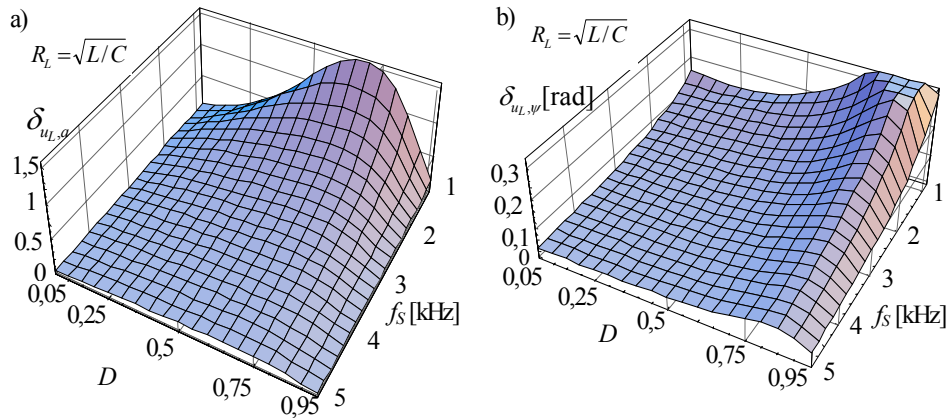 a)
R_L = √L/C
δ_{u_L,a}
1,5
1
0.5
0
0,05
0,25
0,5
0,75
0,95
D
1
2
3
4
5
f_S [kHz]
b)
R_L = √L/C
δ_{u_L,ψ} [rad]
0,3
0,2
0,1
0
0,05
0,25
0,5
0,75
0,95
D
1
2
3
4
5
f_S [kHz]